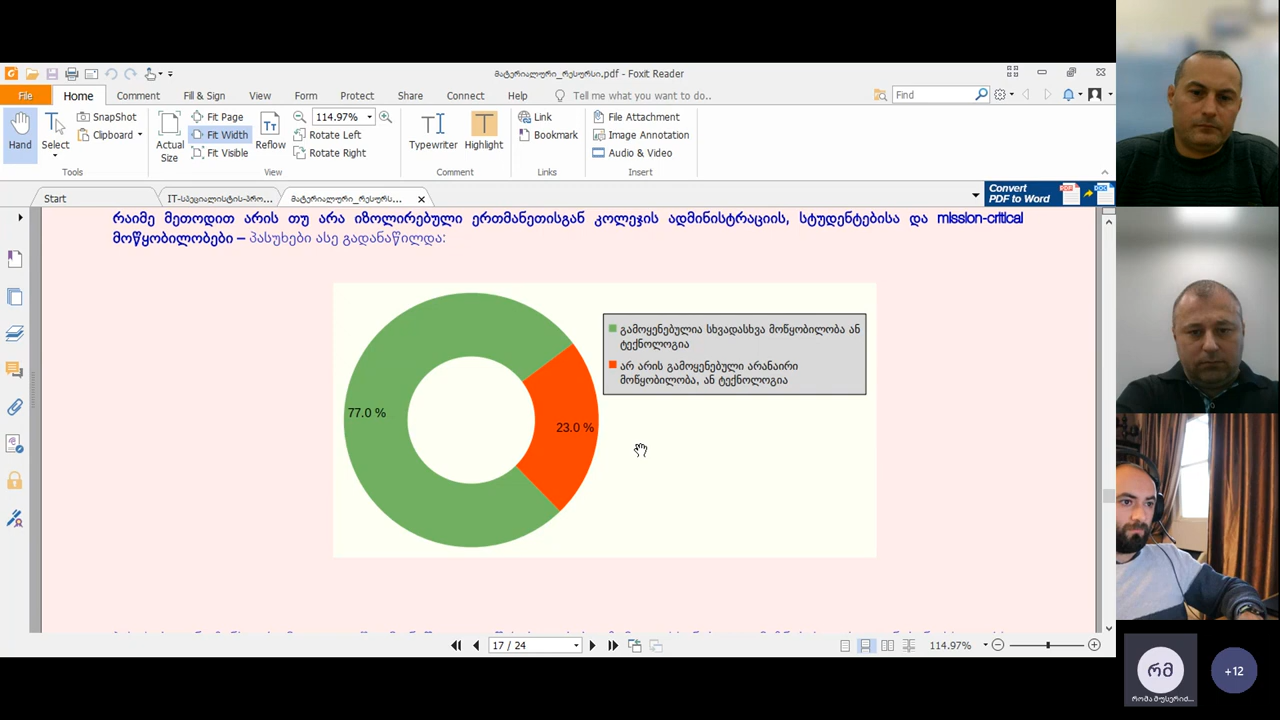 მატერიალური_რესურსი.pdf - Foxit Reader
File Home Comment Fill & Sign View Form Protect Share Connect Help Tell me what you want to do.. Find
Hand
Select
SnapShot
Clipboard
Tools
Actual Size
Fit Page
Fit Width
Fit Visible
Reflow
114.97%
Rotate Left
Rotate Right
View
Typewriter
Highlight
Comment
Link
Bookmark
Links
File Attachment
Image Annotation
Audio & Video
Insert
Start IT-სპეციალისტის-პრო... მატერიალური_რესურს...
Convert
PDF to Word
რაიმე მეთოდით არის თუ არა იზოლირებული ერთმანეთისგან კოლეჯის ადმინისტრაციის, სტუდენტებისა და mission-critical
მოწყობილობები – პასუხები ასე გადანაწილდა:
გამოყენებულია სხვადასხვა მოწყობილობა ან
ტექნოლოგია
არ არის გამოყენებული არანაირი
მოწყობილობა, ან ტექნოლოგია
77.0 %
23.0 %
17 / 24
114.97%
რმ
+12